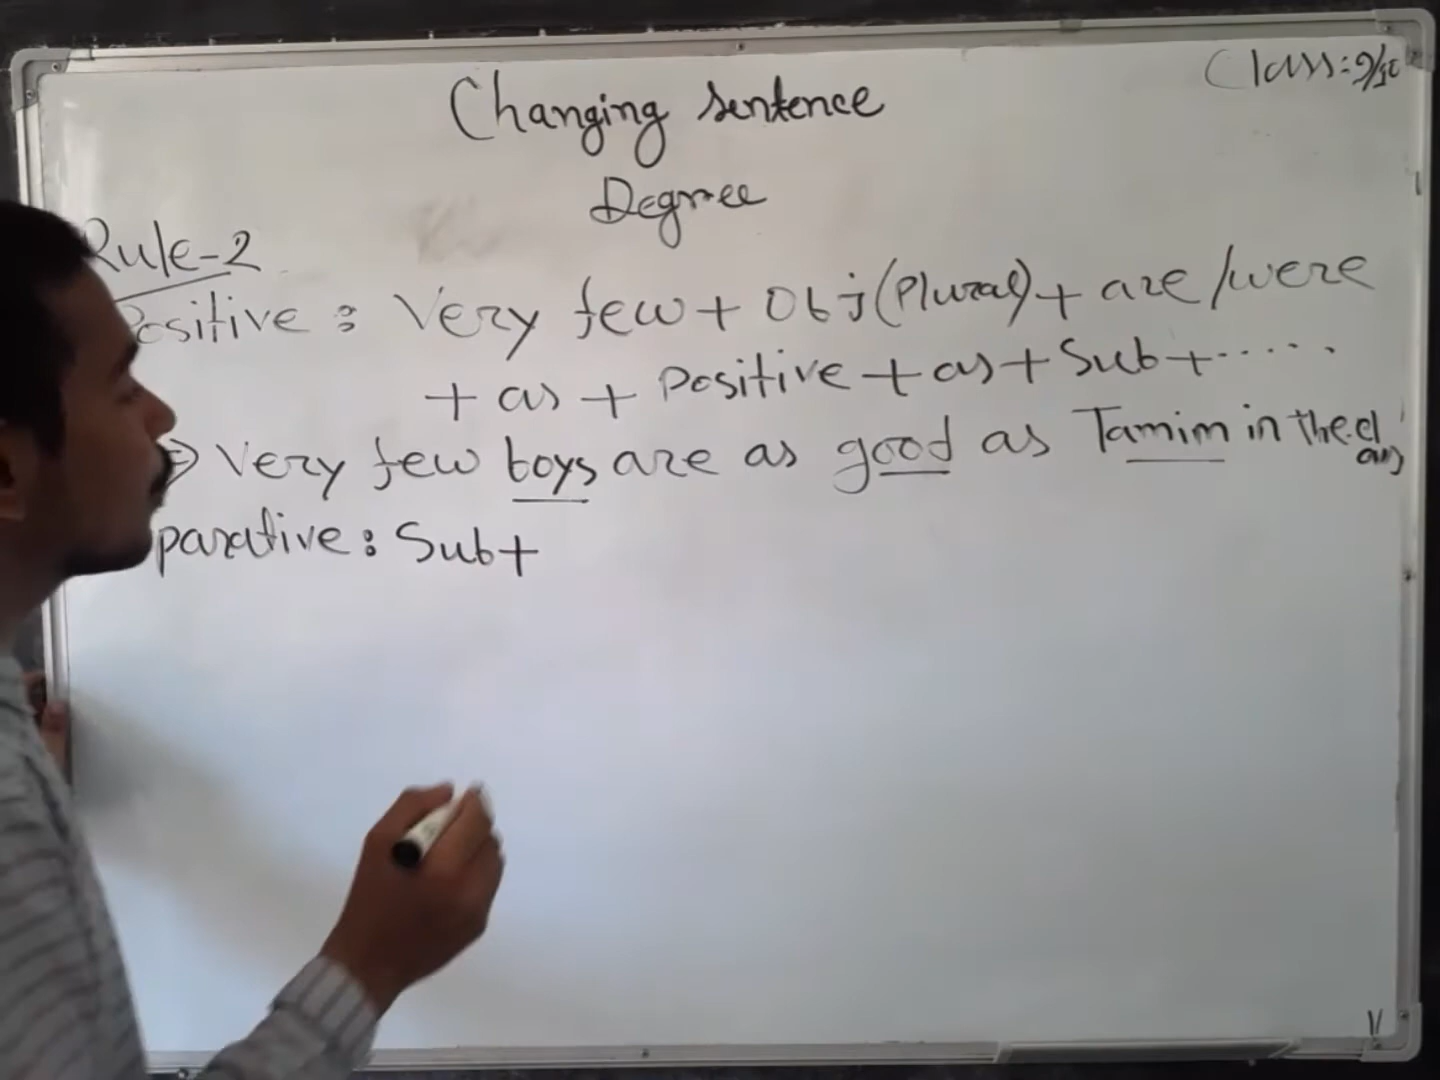 Class: 9/10
Changing sentence
Degree
Rule-2
Positive : Very few + Obj (Plural) + are /were
+ as + Positive + as + Sub + .....
⇒ Very few boys are as good as Tamim in the class
parative : Sub +